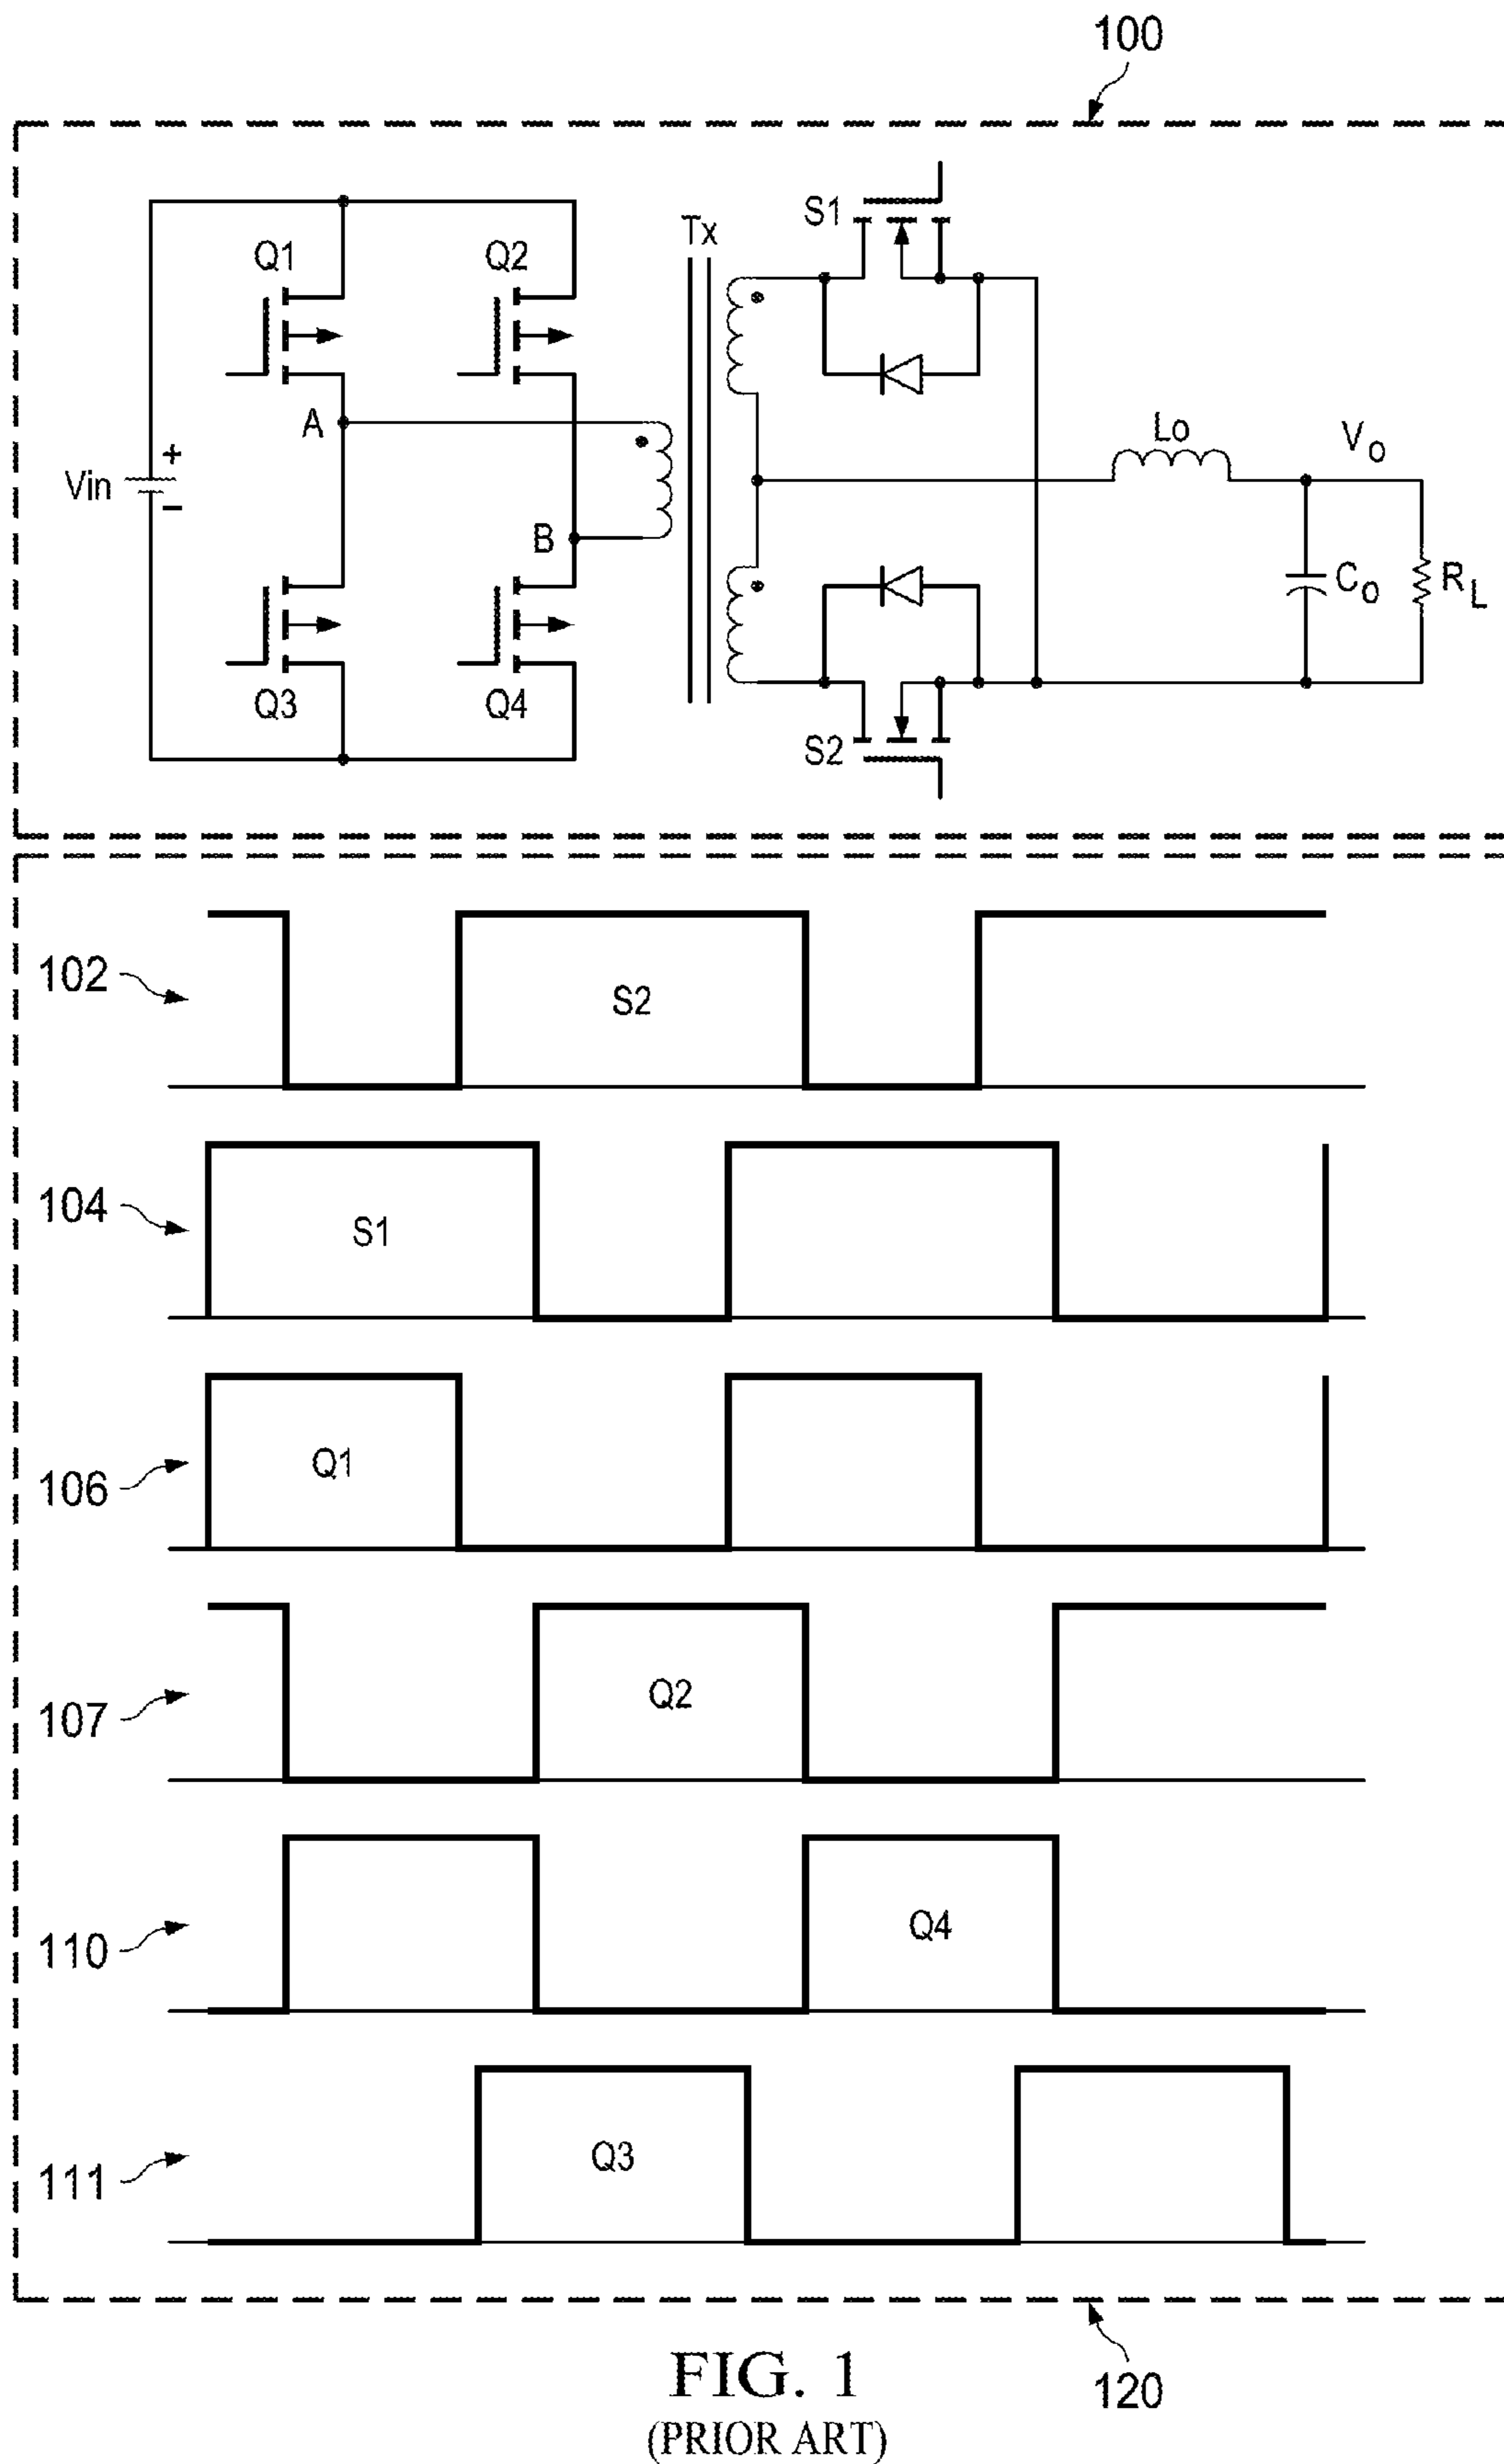 100
S1
Tx
Q1
Q2
A
Lo
Vo
+
Vin
−
B
Co
RL
Q3
Q4
S2
102
S2
104
S1
106
Q1
107
Q2
110
Q4
111
Q3
120
FIG. 1
(PRIOR ART)